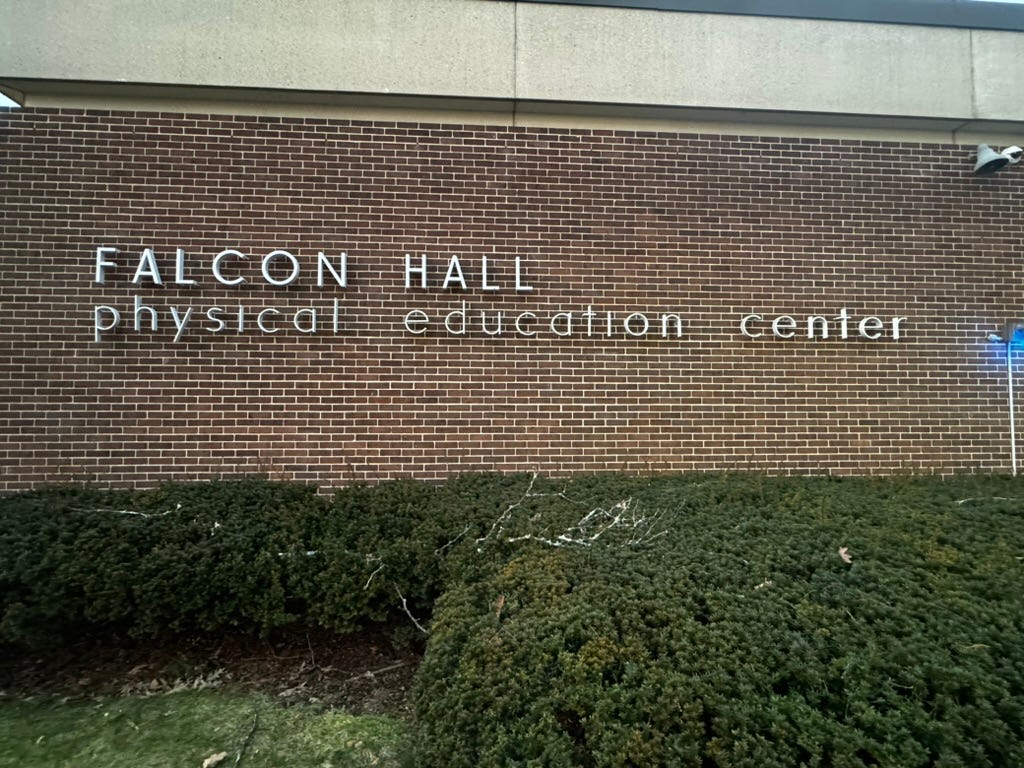 FALCON HALL
physical education center